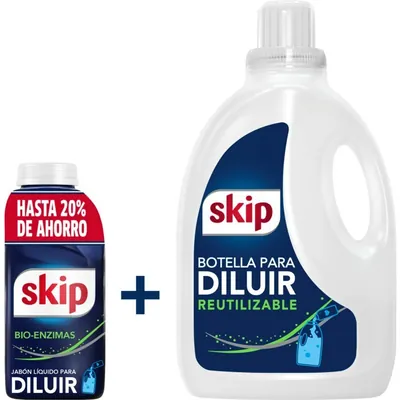 HASTA 20%
DE AHORRO
skip
BIO-ENZIMAS
JABÓN LÍQUIDO PARA
DILUIR
+
skip
BOTELLA PARA
DILUIR
REUTILIZABLE